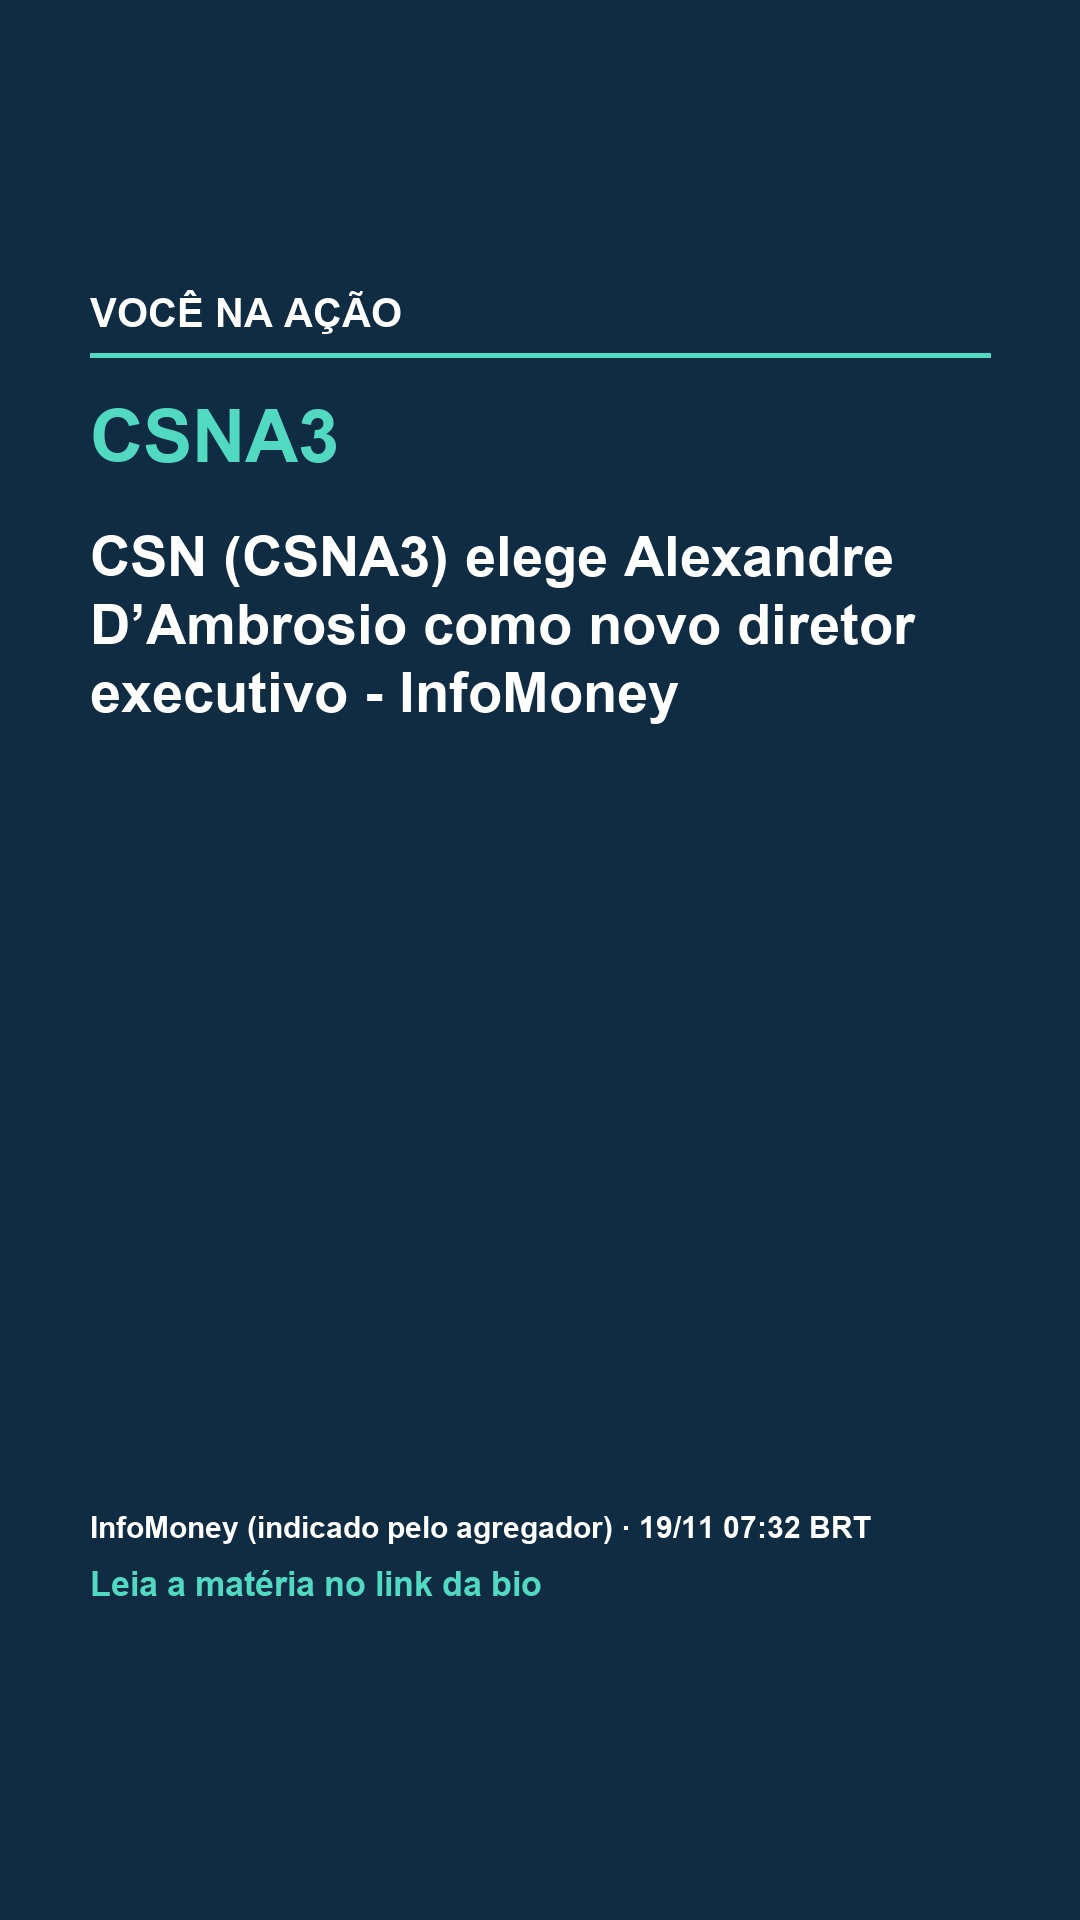 VOCÊ NA AÇÃO
CSNA3
CSN (CSNA3) elege Alexandre
D’Ambrosio como novo diretor
executivo - InfoMoney
InfoMoney (indicado pelo agregador) · 19/11 07:32 BRT
Leia a matéria no link da bio